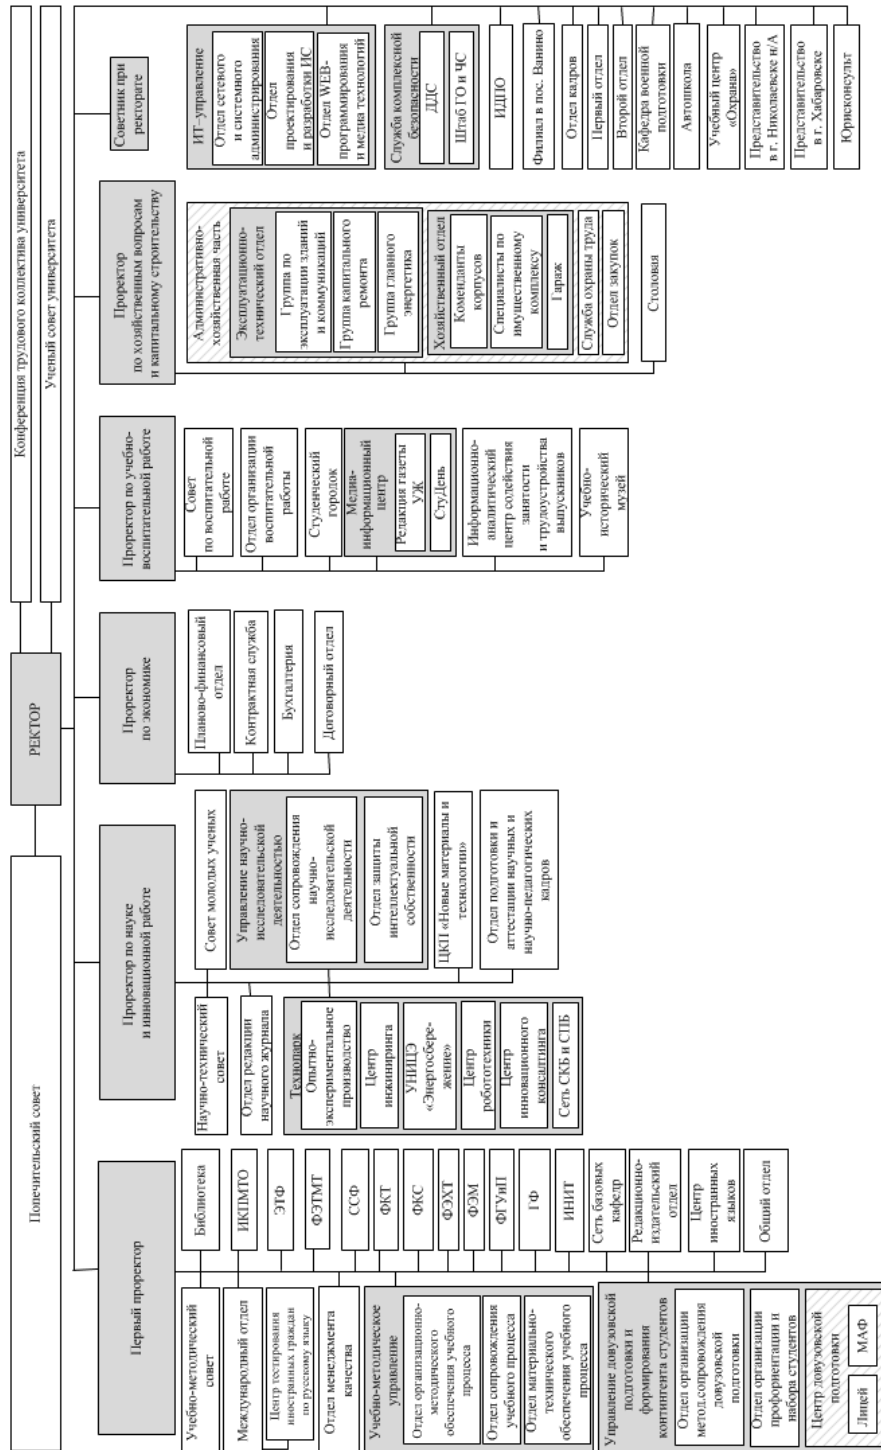 Попечительский совет
РЕКТОР
Конференция трудового коллектива университета
Ученый совет университета
Первый проректор
Учебно-методический
совет
Международный отдел
Центр тестирования
иностранных граждан
по русскому языку
Отдел менеджмента
качества
Учебно-методическое
управление
Отдел организационно-
методического
обеспечения учебного
процесса
Отдел сопровождения
учебного процесса
Отдел материально-
технического
обеспечения учебного
процесса
Управление довузовской
подготовки и
формирования
контингента студентов
Отдел организации
метод.сопровождения
довузовской
подготовки
Отдел организации
профориентации и
набора студентов
Центр довузовской
подготовки
Лицей
МАФ
Библиотека
ИКПМТО
ЭТФ
ФЭТМТ
ССФ
ФКТ
ФКС
ФЭХТ
ФЭМ
ФГУиП
ГФ
ИНИТ
Сеть базовых
кафедр
Редакционно-
издательский
отдел
Центр
иностранных
языков
Общий отдел
Проректор по науке
и инновационной работе
Научно-технический
совет
Отдел редакции
научного журнала
Технопарк
Опытно-
экспериментальное
производство
Центр
инжиниринга
УНИЦЭ
«Энергосбере-
жение»
Центр
робототехники
Центр
инновационного
консалтинга
Сеть СКБ и СПБ
Совет молодых ученых
Управление научно-
исследовательской
деятельностью
Отдел сопровождения
научно-
исследовательской
деятельности
Отдел защиты
интеллектуальной
собственности
ЦКП «Новые материалы и
технологии»
Отдел подготовки и
аттестации научных и
научно-педагогических
кадров
Проректор
по экономике
Планово-финансовый
отдел
Контрактная служба
Бухгалтерия
Договорный отдел
Проректор по учебно-
воспитательной работе
Совет
по воспитательной
работе
Отдел организации
воспитательной
работы
Студенческий
городок
Медиа-
информационный
центр
Редакция газеты
УЖ
СтуДень
Информационно-
аналитический
центр содействия
занятости
и трудоустройства
выпускников
Учебно-
исторический
музей
Проректор
по хозяйственным вопросам
и капитальному строительству
Административно-
хозяйственная часть
Эксплуатационно-
технический отдел
Группа по
эксплуатации зданий
и коммуникаций
Группа капитального
ремонта
Группа главного
энергетика
Хозяйственный отдел
Коменданты
корпусов
Специалисты по
имущественному
комплексу
Гараж
Служба охраны труда
Отдел закупок
Столовая
Советник при
ректорате
ИТ–управление
Отдел сетевого
и системного
администрирования
Отдел
проектирования
и разработки ИС
Отдел WEB-
программирования
и медиа технологий
Служба комплексной
безопасности
ДДС
Штаб ГО и ЧС
ИДПО
Филиал в пос. Ванино
Отдел кадров
Первый отдел
Второй отдел
Кафедра военной
подготовки
Автошкола
Учебный центр
«Охрана»
Представительство
в г. Николаевске н/А
Представительство
в г. Хабаровске
Юрисконсульт